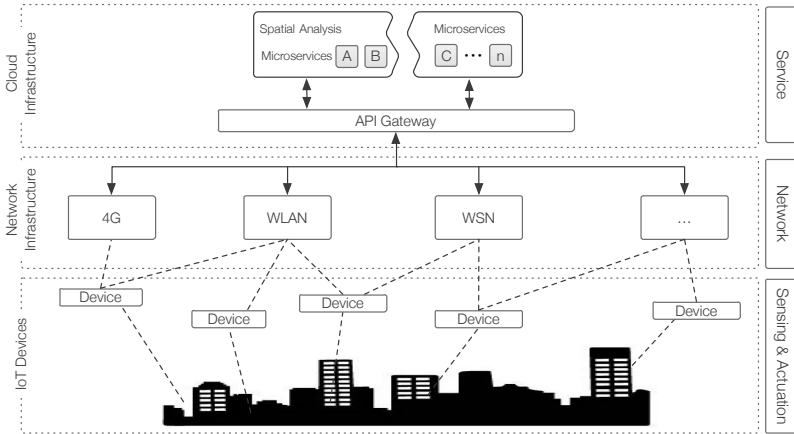 Spatial Analysis
Microservices A B
Microservices
C ••• n
API Gateway
Cloud
Infrastructure
Service
4G
WLAN
WSN
...
Network
Infrastructure
Network
Device
Device
Device
Device
Device
IoT Devices
Sensing & Actuation